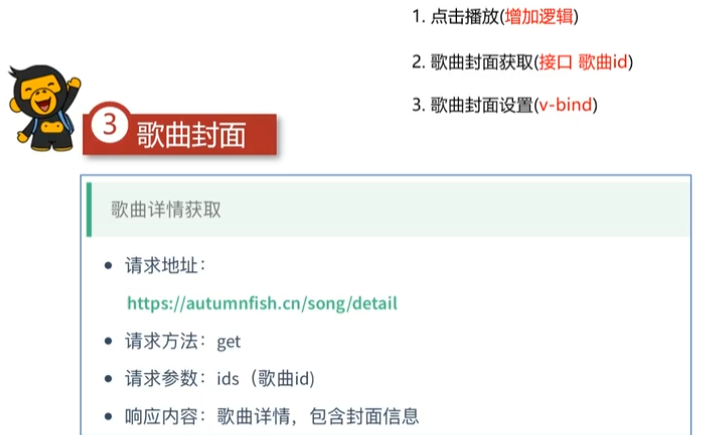 1. 点击播放(增加逻辑)
2. 歌曲封面获取(接口 歌曲id)
3. 歌曲封面设置(v-bind)
3 歌曲封面
歌曲详情获取
• 请求地址：
https://autumnfish.cn/song/detail
• 请求方法：get
• 请求参数：ids（歌曲id)
• 响应内容：歌曲详情，包含封面信息